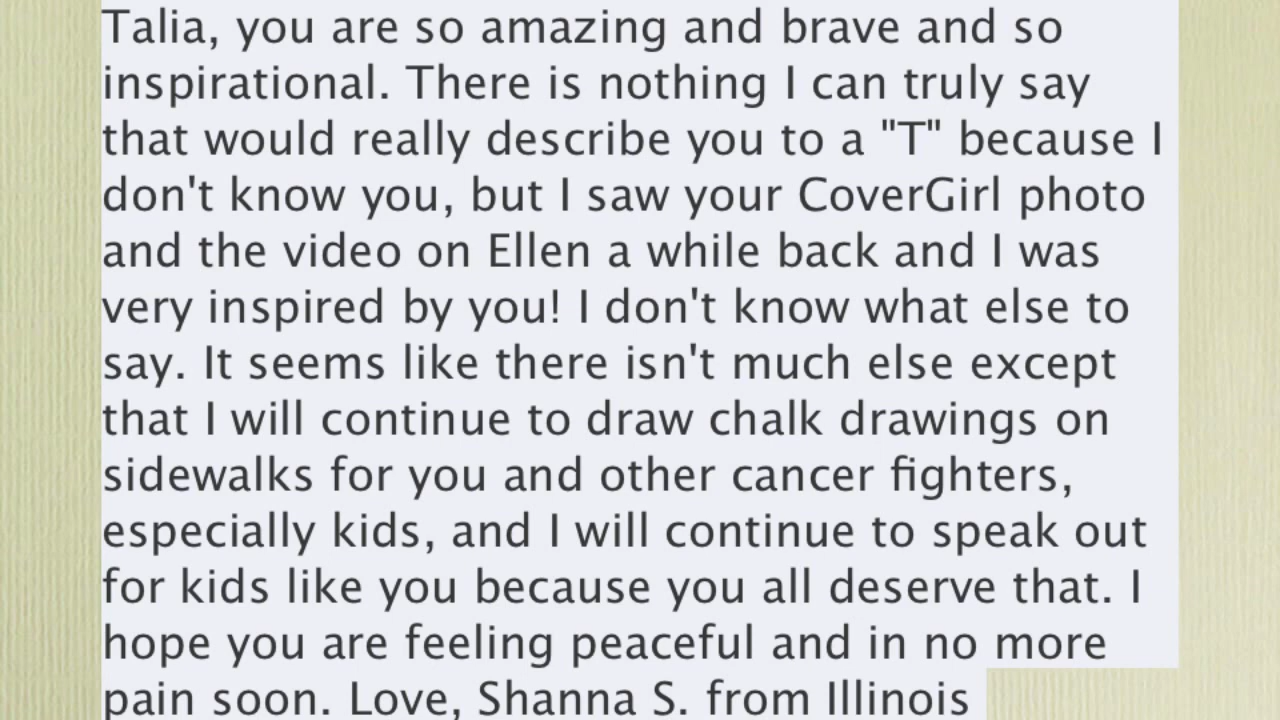 Talia, you are so amazing and brave and so
inspirational. There is nothing I can truly say
that would really describe you to a "T" because I
don't know you, but I saw your CoverGirl photo
and the video on Ellen a while back and I was
very inspired by you! I don't know what else to
say. It seems like there isn't much else except
that I will continue to draw chalk drawings on
sidewalks for you and other cancer fighters,
especially kids, and I will continue to speak out
for kids like you because you all deserve that. I
hope you are feeling peaceful and in no more
pain soon. Love, Shanna S. from Illinois